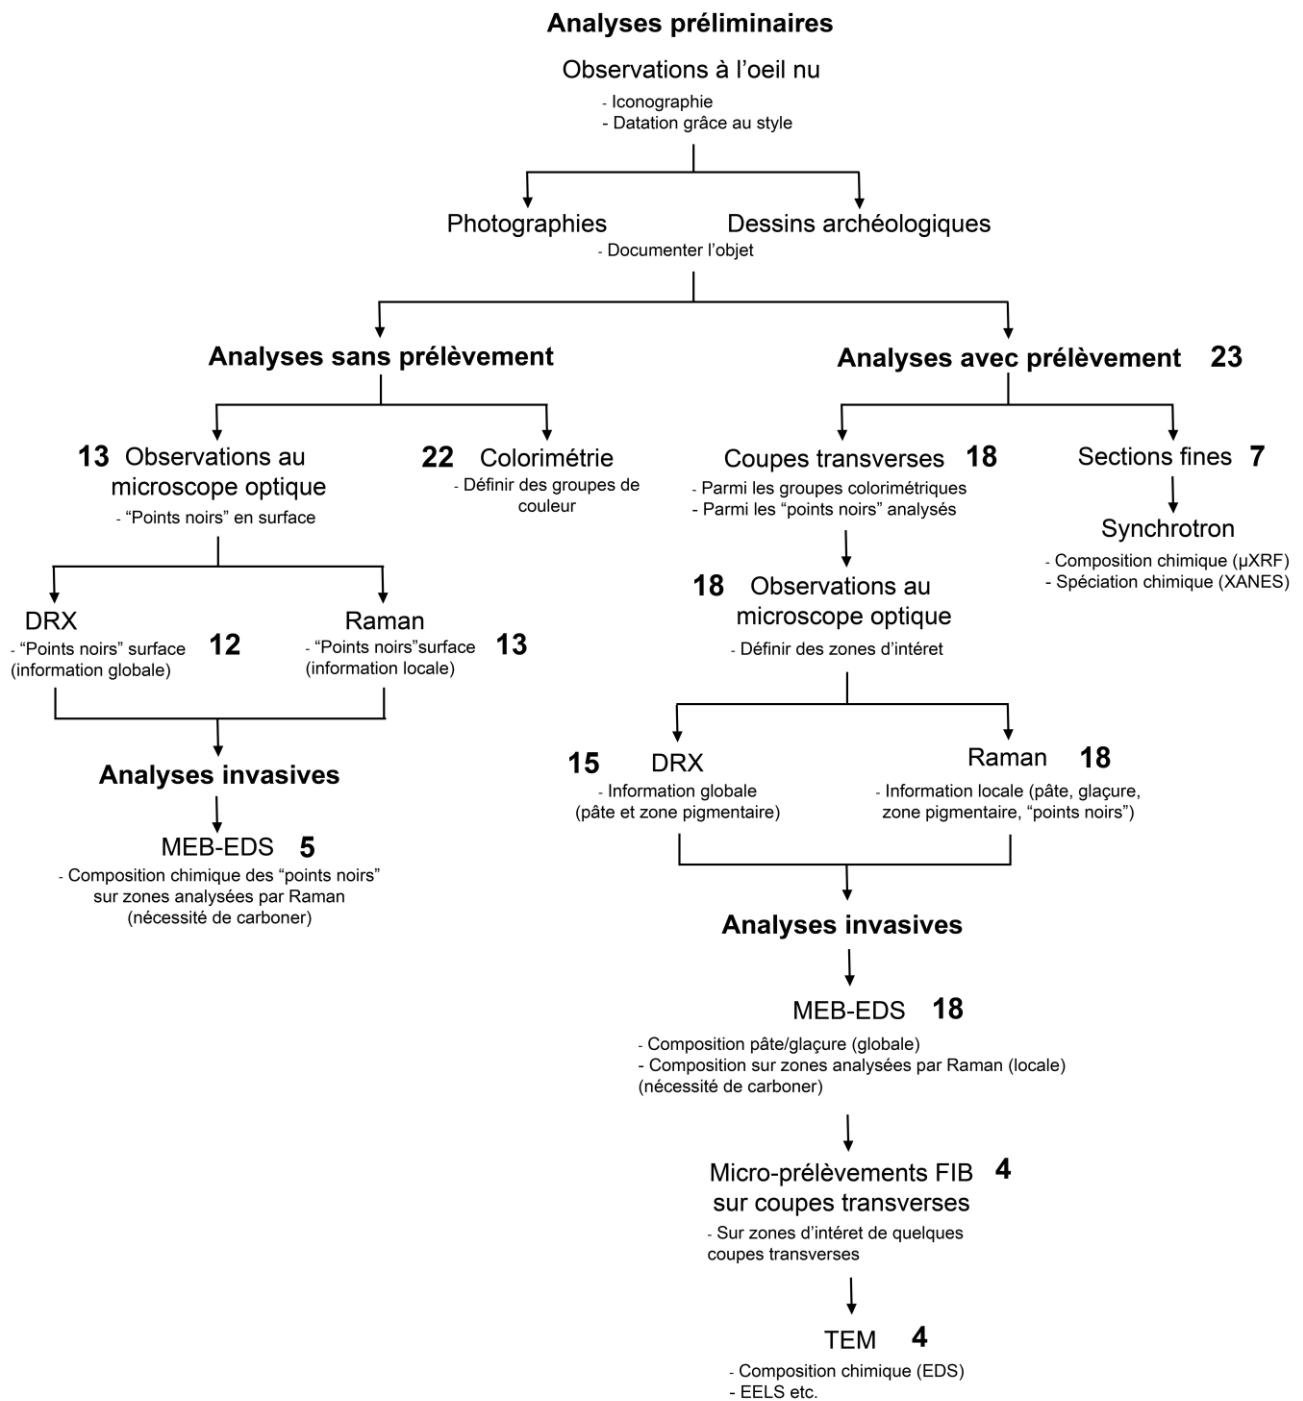 Analyses préliminaires
Observations à l'oeil nu
- Iconographie
- Datation grâce au style
Photographies
Dessins archéologiques
- Documenter l'objet
Analyses sans prélèvement
13 Observations au
microscope optique
- “Points noirs” en surface
22 Colorimétrie
- Définir des groupes de
couleur
DRX
- “Points noirs” surface
(information globale)
12
Raman
- “Points noirs”surface
(information locale)
13
Analyses invasives
MEB-EDS 5
- Composition chimique des “points noirs”
sur zones analysées par Raman
(nécessité de carboner)
Analyses avec prélèvement 23
Coupes transverses 18
- Parmi les groupes colorimétriques
- Parmi les “points noirs” analysés
Sections fines 7
Synchrotron
- Composition chimique (µXRF)
- Spéciation chimique (XANES)
18 Observations au
microscope optique
- Définir des zones d'intéret
15 DRX
- Information globale
(pâte et zone pigmentaire)
Raman 18
- Information locale (pâte, glaçure,
zone pigmentaire, “points noirs”)
Analyses invasives
MEB-EDS 18
- Composition pâte/glaçure (globale)
- Composition sur zones analysées par Raman (locale)
(nécessité de carboner)
Micro-prélèvements FIB 4
sur coupes transverses
- Sur zones d'intéret de quelques
coupes transverses
TEM 4
- Composition chimique (EDS)
- EELS etc.